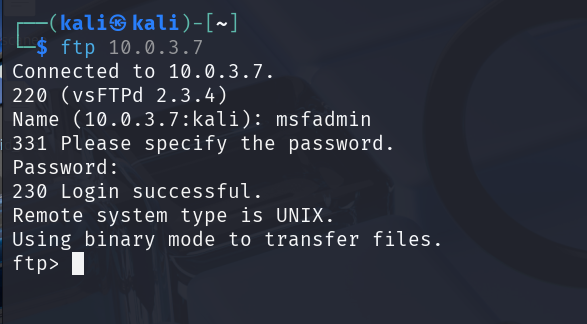 ┌──(kali㉿kali)-[~]
└─$ ftp 10.0.3.7
Connected to 10.0.3.7.
220 (vsFTPd 2.3.4)
Name (10.0.3.7:kali): msfadmin
331 Please specify the password.
Password:
230 Login successful.
Remote system type is UNIX.
Using binary mode to transfer files.
ftp>